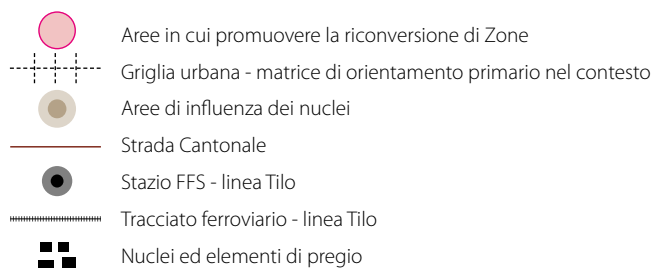 Aree in cui promuovere la riconversione di Zone
Griglia urbana - matrice di orientamento primario nel contesto
Aree di influenza dei nuclei
Strada Cantonale
Stazio FFS - linea Tilo
Tracciato ferroviario - linea Tilo
Nuclei ed elementi di pregio